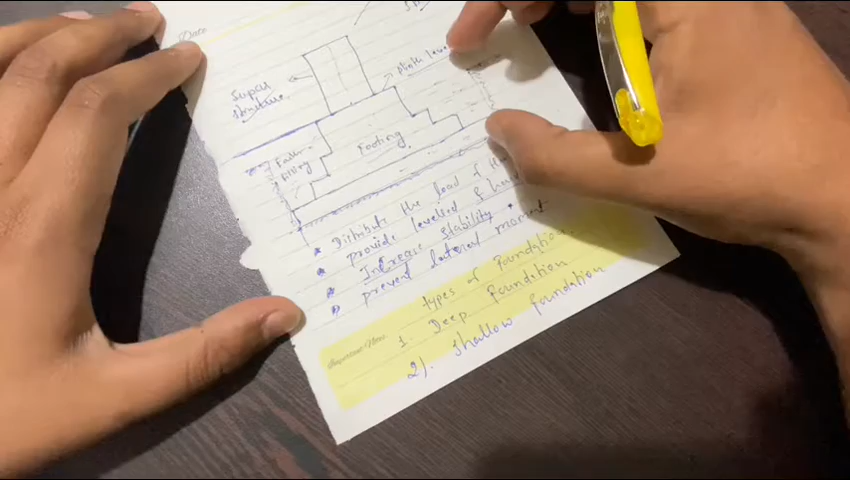 Date
Super
Structure
Plinth level
Footing
Earth
filling
* Distribute the load of the
* provide levelled & hard
* Increase stability
* prevent lateral moment
types of foundation
Important Note
1. Deep foundation
2). Shallow foundation